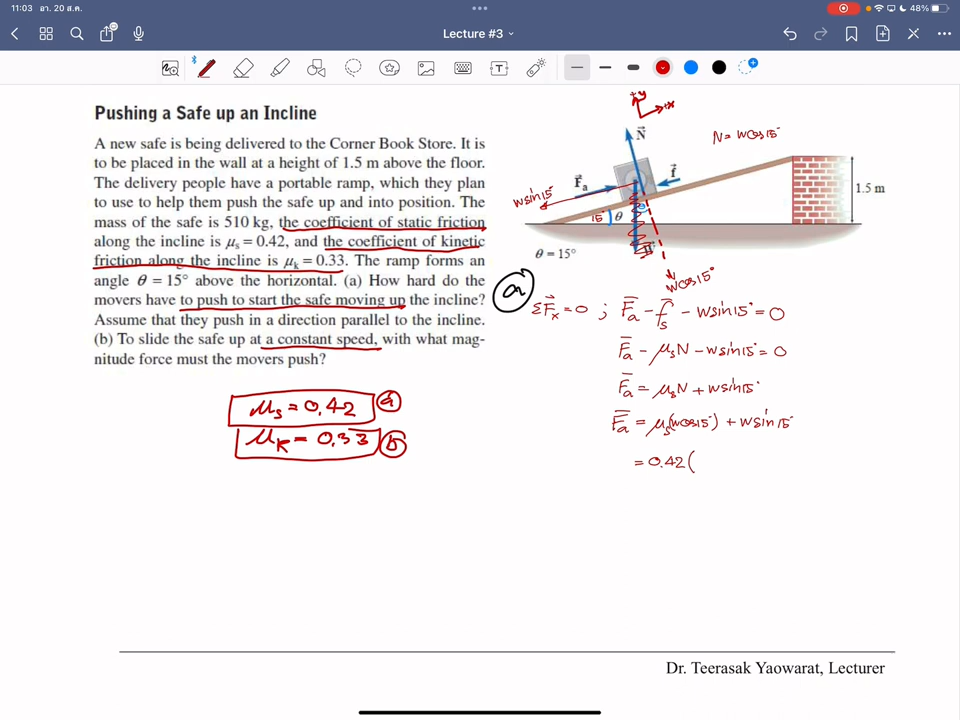 11:03 อา. 20 ส.ค.
48%
Lecture #3
Pushing a Safe up an Incline
A new safe is being delivered to the Corner Book Store. It is
to be placed in the wall at a height of 1.5 m above the floor.
The delivery people have a portable ramp, which they plan
to use to help them push the safe up and into position. The
mass of the safe is 510 kg, the coefficient of static friction
along the incline is μs = 0.42, and the coefficient of kinetic
friction along the incline is μk = 0.33. The ramp forms an
angle θ = 15° above the horizontal. (a) How hard do the
movers have to push to start the safe moving up the incline?
Assume that they push in a direction parallel to the incline.
(b) To slide the safe up at a constant speed, with what mag-
nitude force must the movers push?
μs = 0.42 a
μk = 0.33 b
+y
+x
N
N = wcos15°
Fa
f
wsin15
15°
θ
1.5 m
θ = 15°
wcos15°
a
ΣFx = 0 ; Fa - fs - wsin15° = 0
Fa - μsN - wsin15° = 0
Fa = μsN + wsin15°
Fa = μs(wcos15°) + wsin15°
= 0.42(
Dr. Teerasak Yaowarat, Lecturer